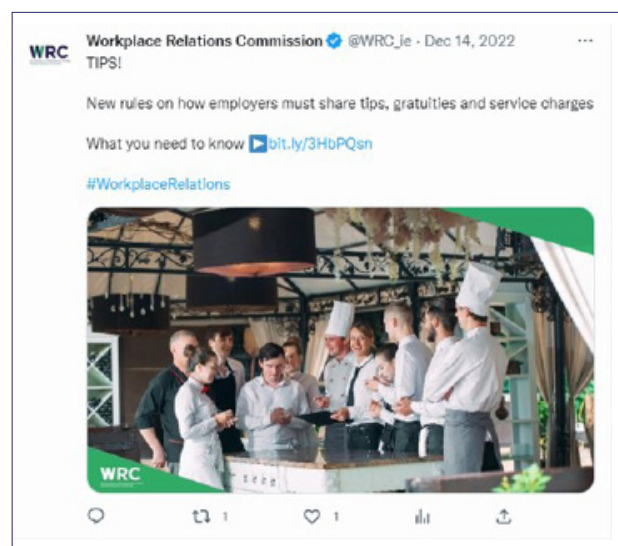 WRC
Workplace Relations Commission @WRC_ie · Dec 14, 2022 ...
TIPS!
New rules on how employers must share tips, gratuities and service charges
What you need to know ▶bit.ly/3HbPQsn
#WorkplaceRelations
WRC
1 1